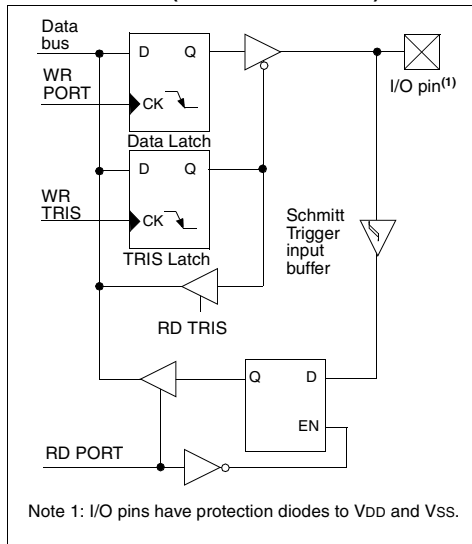 Data
bus
D Q
WR
PORT
CK
I/O pin(1)
Data Latch
D Q
WR
TRIS
CK
Schmitt
Trigger
input
buffer
TRIS Latch
RD TRIS
Q D
EN
RD PORT
Note 1: I/O pins have protection diodes to VDD and VSS.